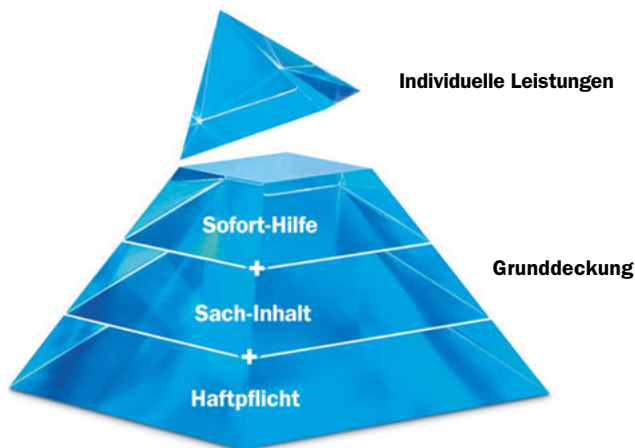 Individuelle Leistungen
Sofort-Hilfe
+
Grunddeckung
Sach-Inhalt
+
Haftpflicht